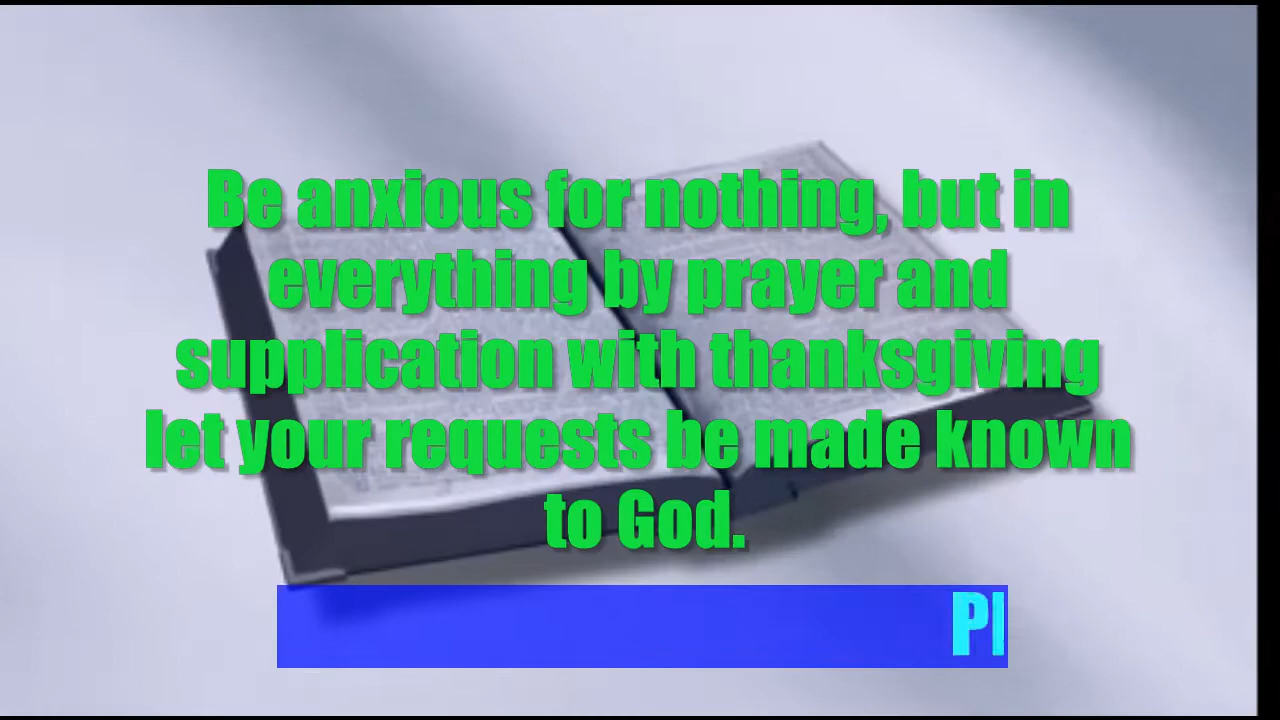 Be anxious for nothing, but in
everything by prayer and
supplication with thanksgiving
let your requests be made known
to God.